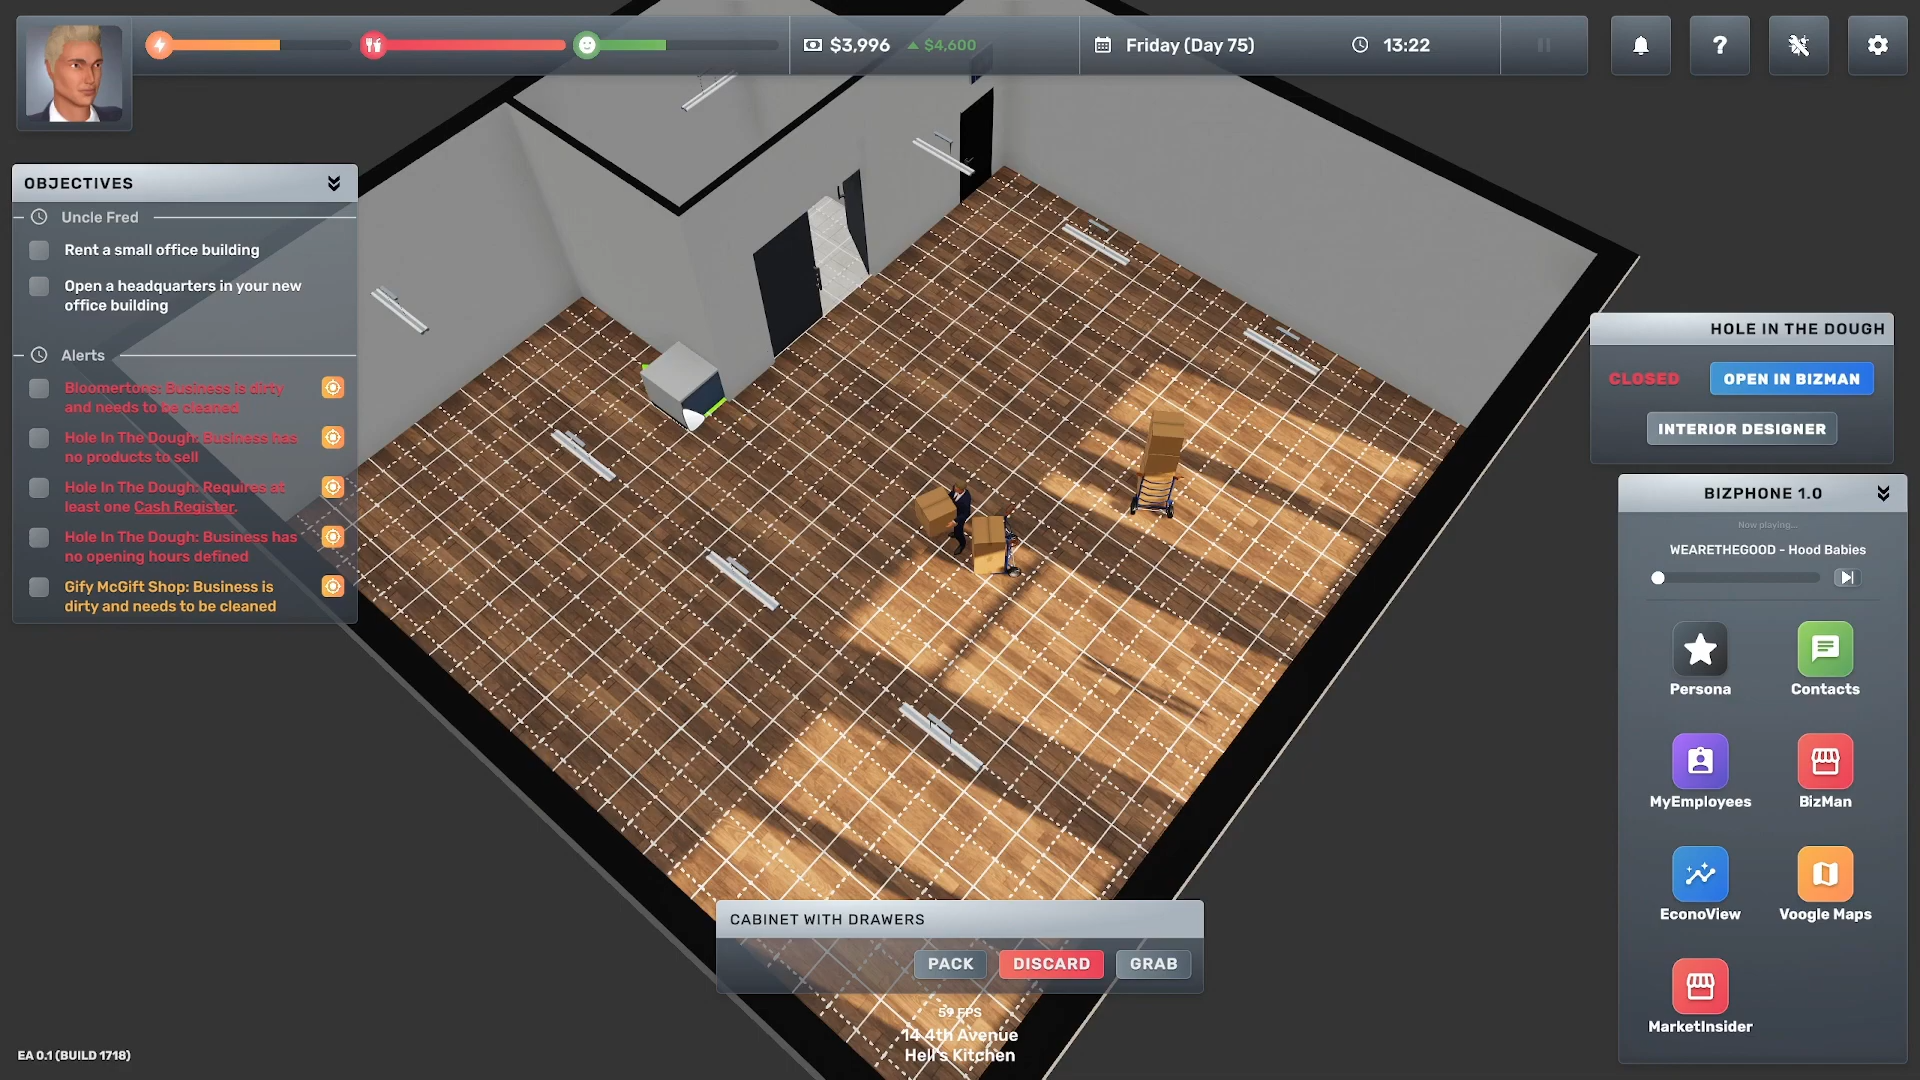 $3,996
$4,600
Friday (Day 75)
13:22
OBJECTIVES
Uncle Fred
Rent a small office building
Open a headquarters in your new
office building
Alerts
Bloomertons: Business is dirty
and needs to be cleaned
Hole In The Dough: Business has
no products to sell
Hole In The Dough: Requires at
least one Cash Register.
Hole In The Dough: Business has
no opening hours defined
Gify McGift Shop: Business is
dirty and needs to be cleaned
HOLE IN THE DOUGH
CLOSED
OPEN IN BIZMAN
INTERIOR DESIGNER
BIZPHONE 1.0
Now playing...
WEARETHEGOOD - Hood Babies
Persona
Contacts
MyEmployees
BizMan
EconoView
Voogle Maps
MarketInsider
CABINET WITH DRAWERS
PACK
DISCARD
GRAB
59 FPS
14 4th Avenue
Hell's Kitchen
EA 0.1 (BUILD 1718)